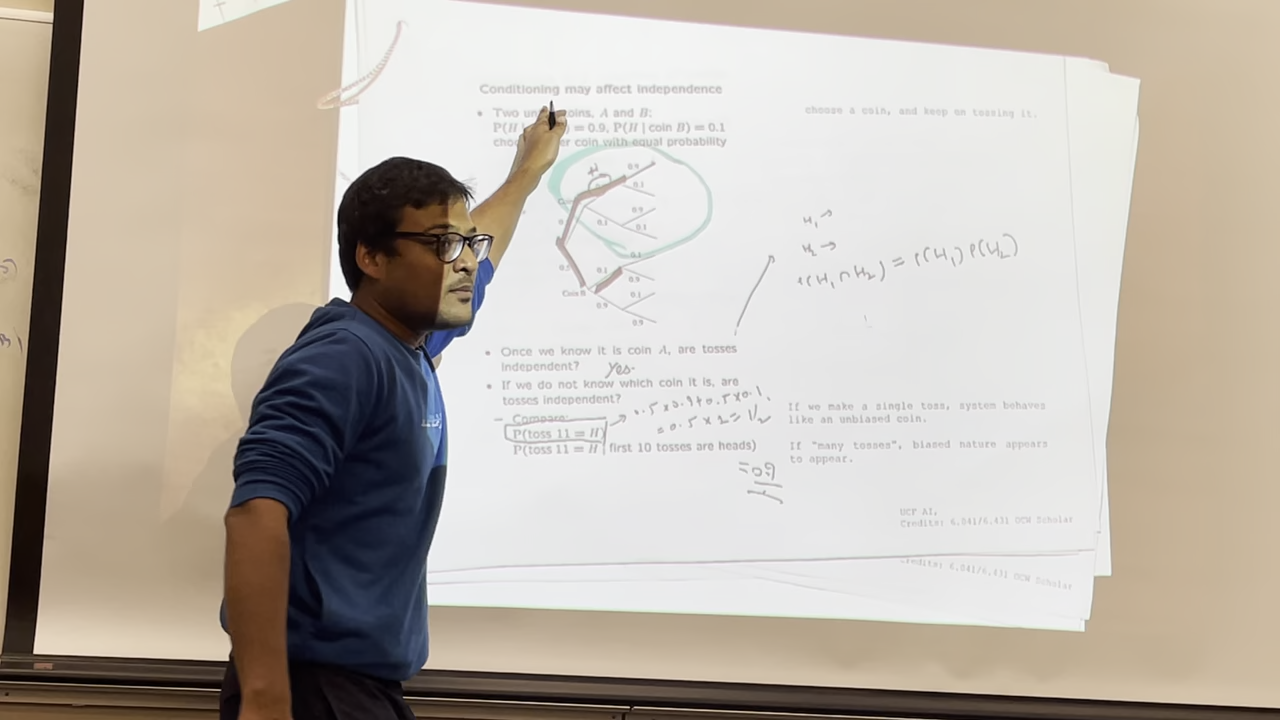 Conditioning may affect independence
• Two coins, A and B:
P(H | = 0.9, P(H | coin B) = 0.1
coin with equal probability
choose a coin, and keep on tossing it.
H
0.9
0.1
0.9
0.1
0.1
0.1
0.5
0.1
0.9
Coin B
0.1
0.9
0.9
H₁ →
H₂ →
P(H₁ ∩ H₂) = P(H₁) P(H₂)
• Once we know it is coin A, are tosses
independent? Yes.
• If we do not know which coin it is, are
tosses independent?
– Compare:
P(toss 11 = H)
0.5 x 0.9 + 0.5 x 0.1
= 0.5 x 1 = 1/2
P(toss 11 = H | first 10 tosses are heads)
= 0.9
If we make a single toss, system behaves
like an unbiased coin.
If "many tosses", biased nature appears
to appear.
UCF AI,
Credits: 6.041/6.431 OCW Scholar
Credits: 6.041/6.431 OCW Scholar